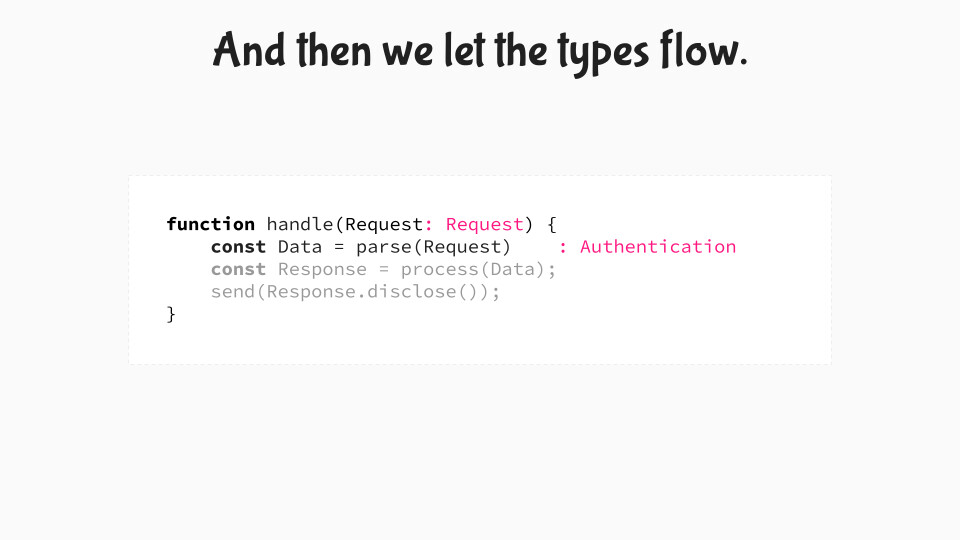 And then we let the types flow.
function handle(Request: Request) {
    const Data = parse(Request)    : Authentication
    const Response = process(Data);
    send(Response.disclose());
}